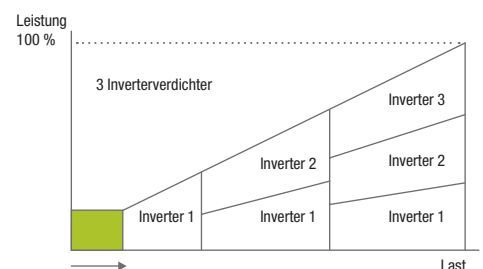 Leistung
100 %
3 Inverterverdichter
Inverter 3
Inverter 2
Inverter 2
Inverter 1
Inverter 1
Inverter 1
Last